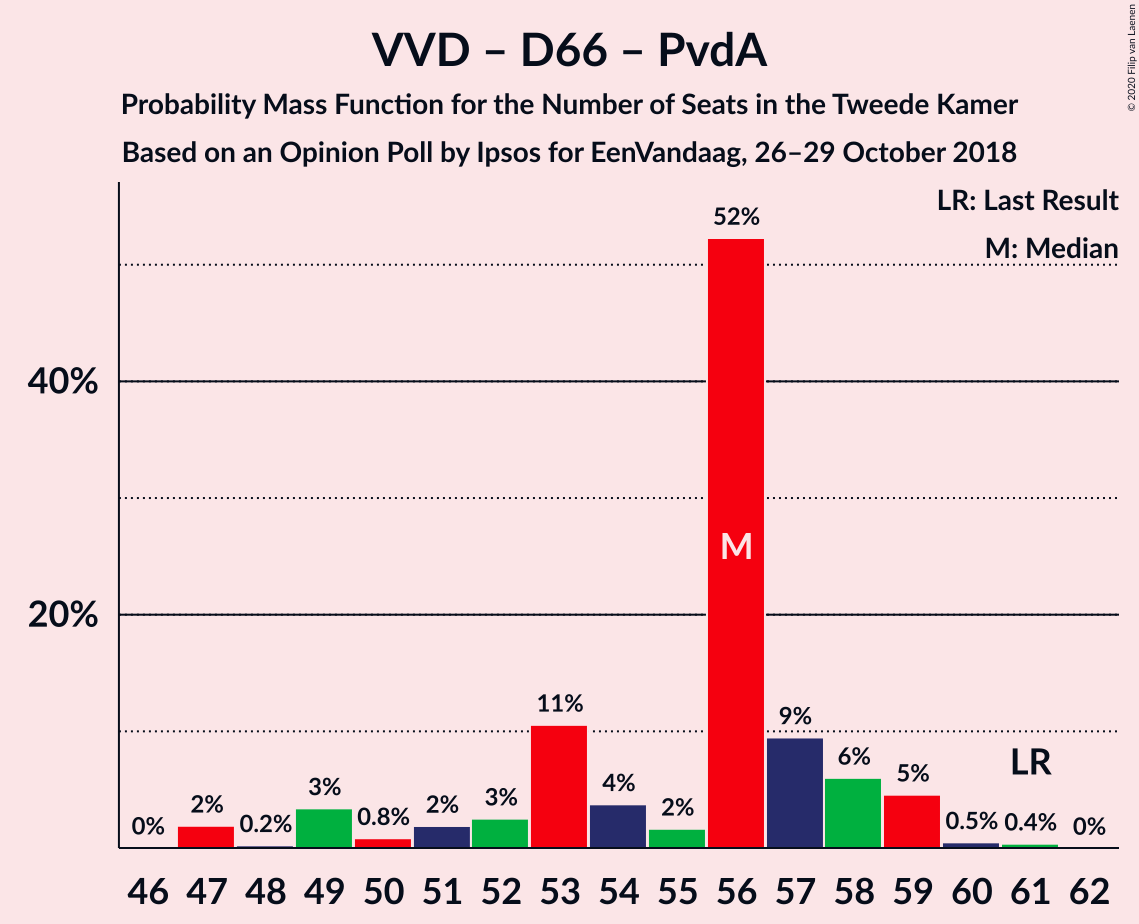 VVD – D66 – PvdA
Probability Mass Function for the Number of Seats in the Tweede Kamer
Based on an Opinion Poll by Ipsos for EenVandaag, 26–29 October 2018
© 2020 Filip van Laenen
LR: Last Result
M: Median
40%
20%
0%
2%
0.2%
3%
0.8%
2%
3%
11%
4%
2%
52%
9%
6%
5%
0.5%
0.4%
0%
M
LR
46 47 48 49 50 51 52 53 54 55 56 57 58 59 60 61 62